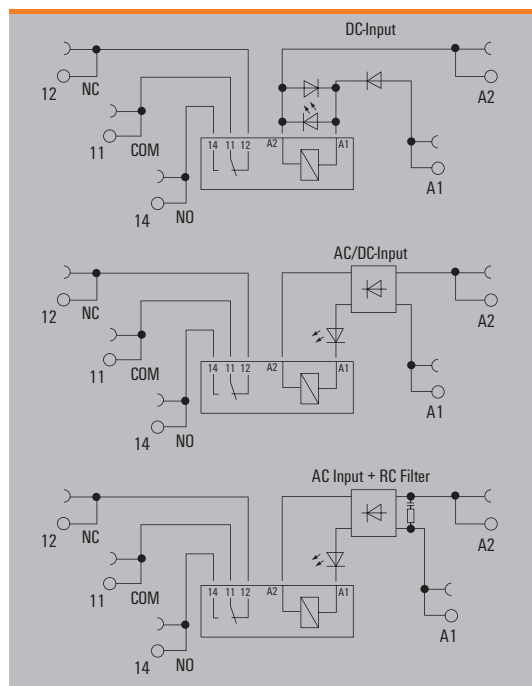 DC-Input
12 NC
A2
11 COM
14 11 12 A2 A1
14 NO
A1
AC/DC-Input
12 NC
A2
11 COM
14 11 12 A2 A1
14 NO
A1
AC Input + RC Filter
12 NC
A2
11 COM
14 11 12 A2 A1
A1
14 NO